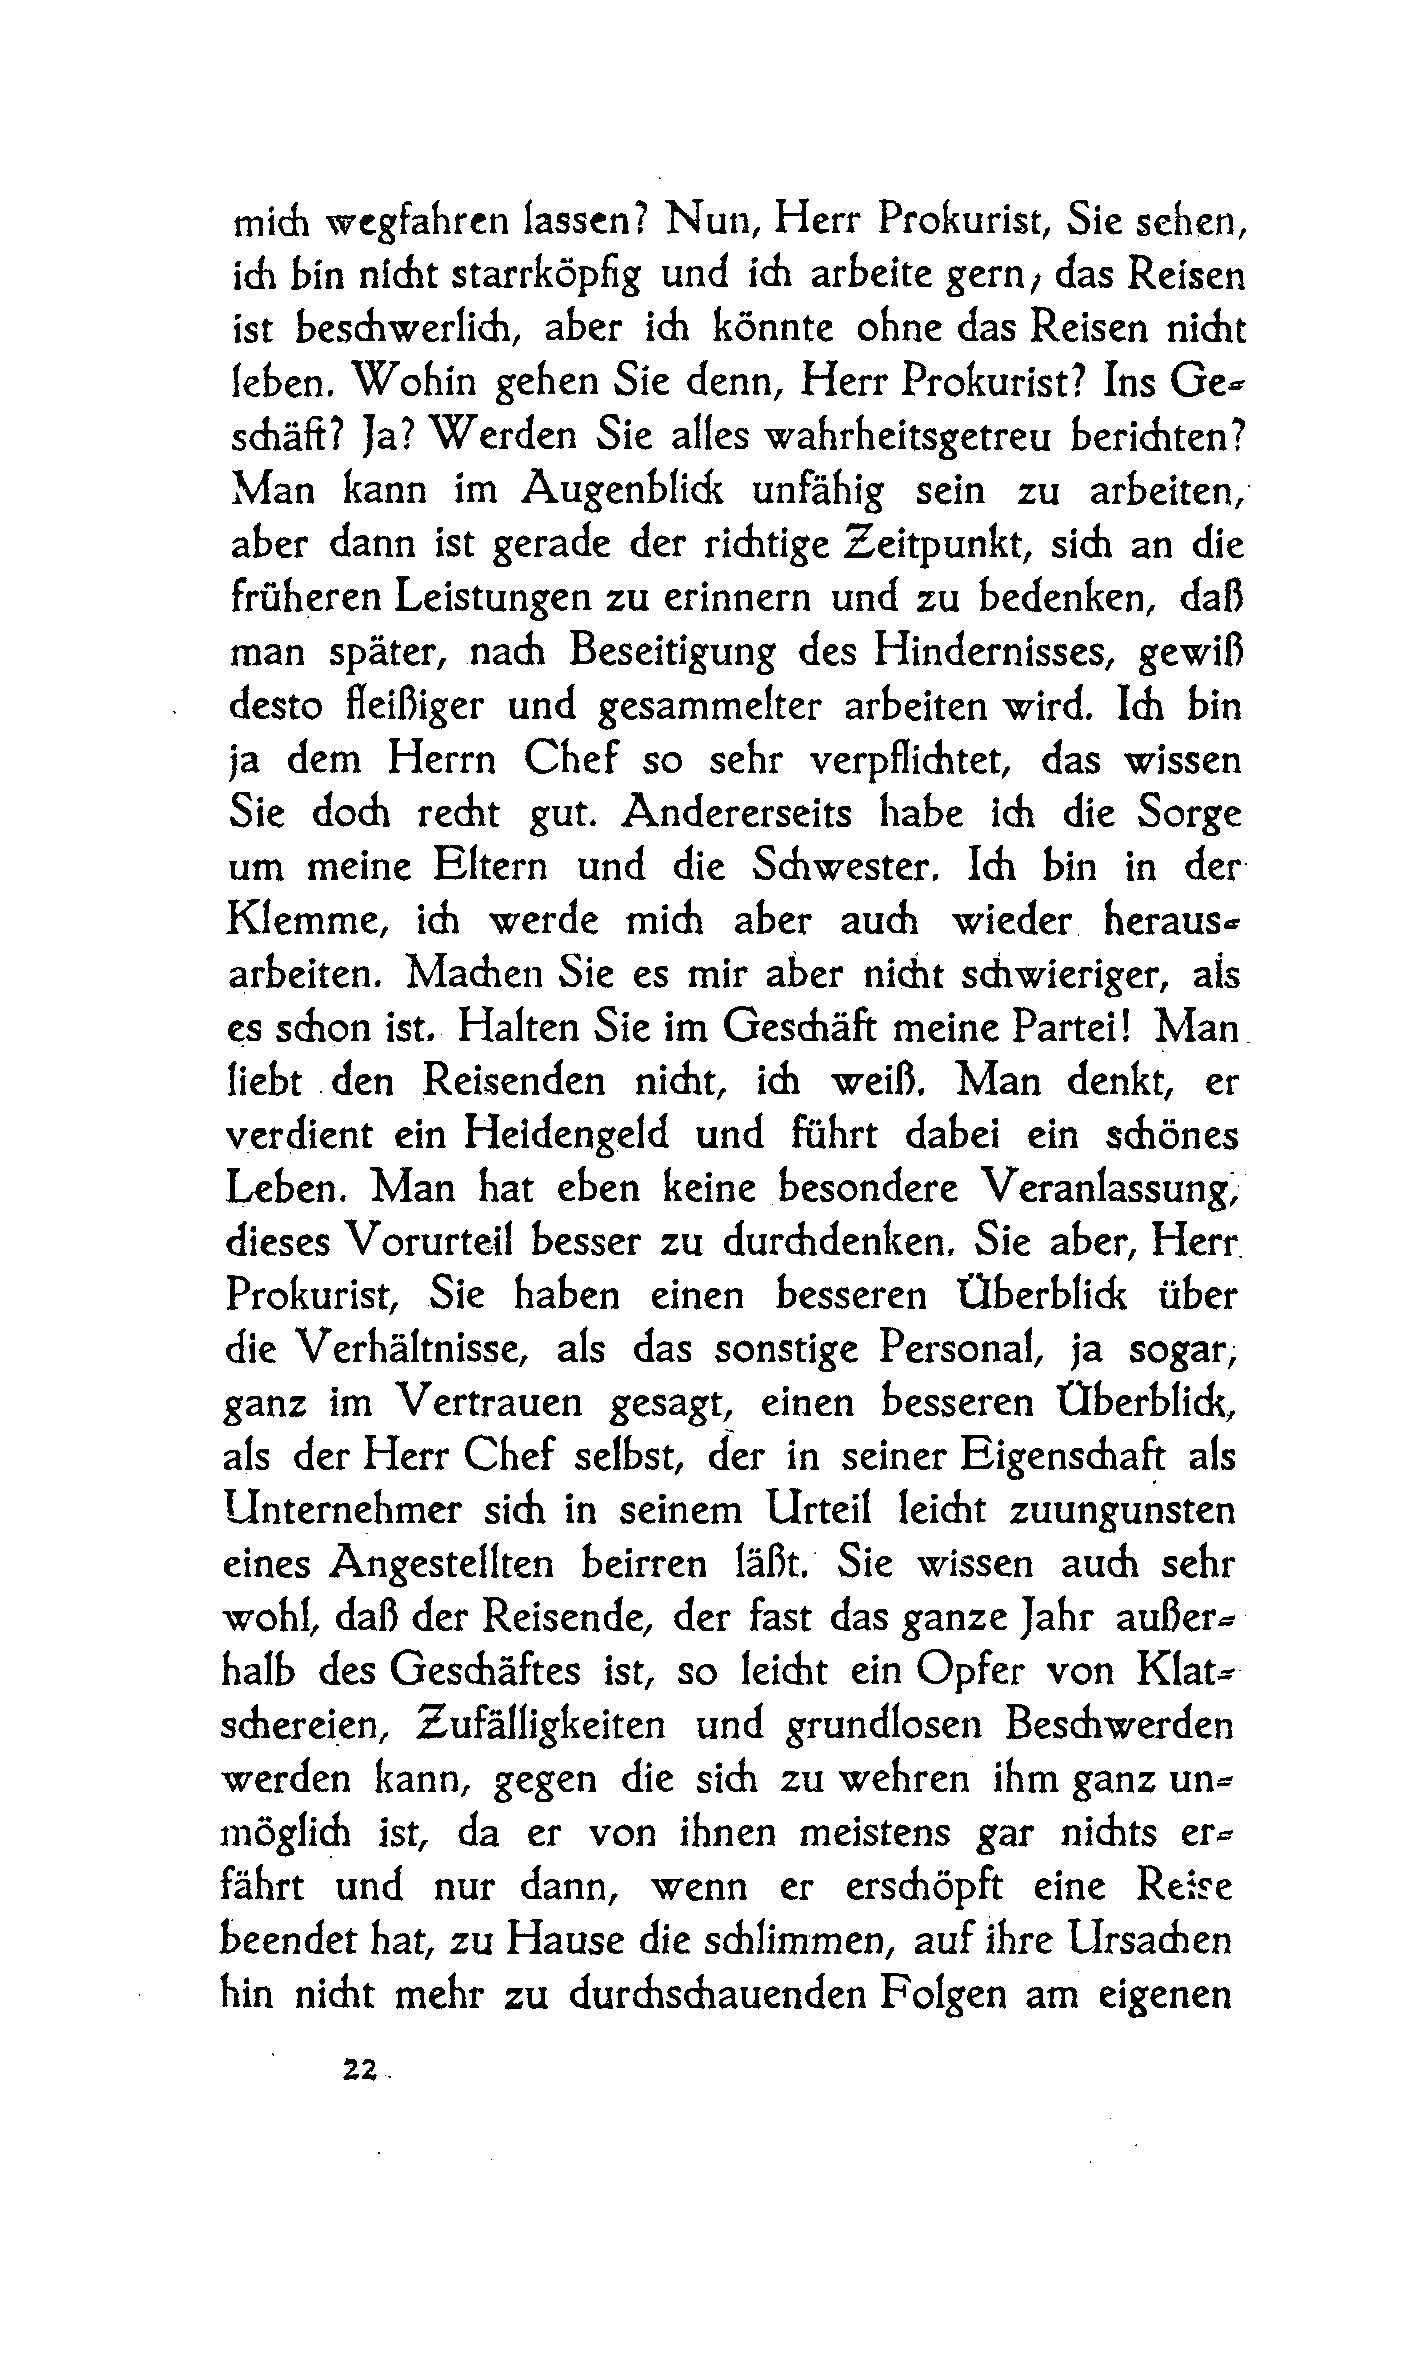 mich wegfahren lassen? Nun, Herr Prokurist, Sie sehen,
ich bin nicht starrköpfig und ich arbeite gern; das Reisen
ist beschwerlich, aber ich könnte ohne das Reisen nicht
leben. Wohin gehen Sie denn, Herr Prokurist? Ins Ge-
schäft? Ja? Werden Sie alles wahrheitsgetreu berichten?
Man kann im Augenblick unfähig sein zu arbeiten,
aber dann ist gerade der richtige Zeitpunkt, sich an die
früheren Leistungen zu erinnern und zu bedenken, daß
man später, nach Beseitigung des Hindernisses, gewiß
desto fleißiger und gesammelter arbeiten wird. Ich bin
ja dem Herrn Chef so sehr verpflichtet, das wissen
Sie doch recht gut. Andererseits habe ich die Sorge
um meine Eltern und die Schwester. Ich bin in der
Klemme, ich werde mich aber auch wieder heraus-
arbeiten. Machen Sie es mir aber nicht schwieriger, als
es schon ist. Halten Sie im Geschäft meine Partei! Man
liebt den Reisenden nicht, ich weiß. Man denkt, er
verdient ein Heidengeld und führt dabei ein schönes
Leben. Man hat eben keine besondere Veranlassung,
dieses Vorurteil besser zu durchdenken. Sie aber, Herr
Prokurist, Sie haben einen besseren Überblick über
die Verhältnisse, als das sonstige Personal, ja sogar,
ganz im Vertrauen gesagt, einen besseren Überblick,
als der Herr Chef selbst, der in seiner Eigenschaft als
Unternehmer sich in seinem Urteil leicht zuungunsten
eines Angestellten beirren läßt. Sie wissen auch sehr
wohl, daß der Reisende, der fast das ganze Jahr außer-
halb des Geschäftes ist, so leicht ein Opfer von Klat-
schereien, Zufälligkeiten und grundlosen Beschwerden
werden kann, gegen die sich zu wehren ihm ganz un-
möglich ist, da er von ihnen meistens gar nichts er-
fährt und nur dann, wenn er erschöpft eine Reise
beendet hat, zu Hause die schlimmen, auf ihre Ursachen
hin nicht mehr zu durchschauenden Folgen am eigenen
22